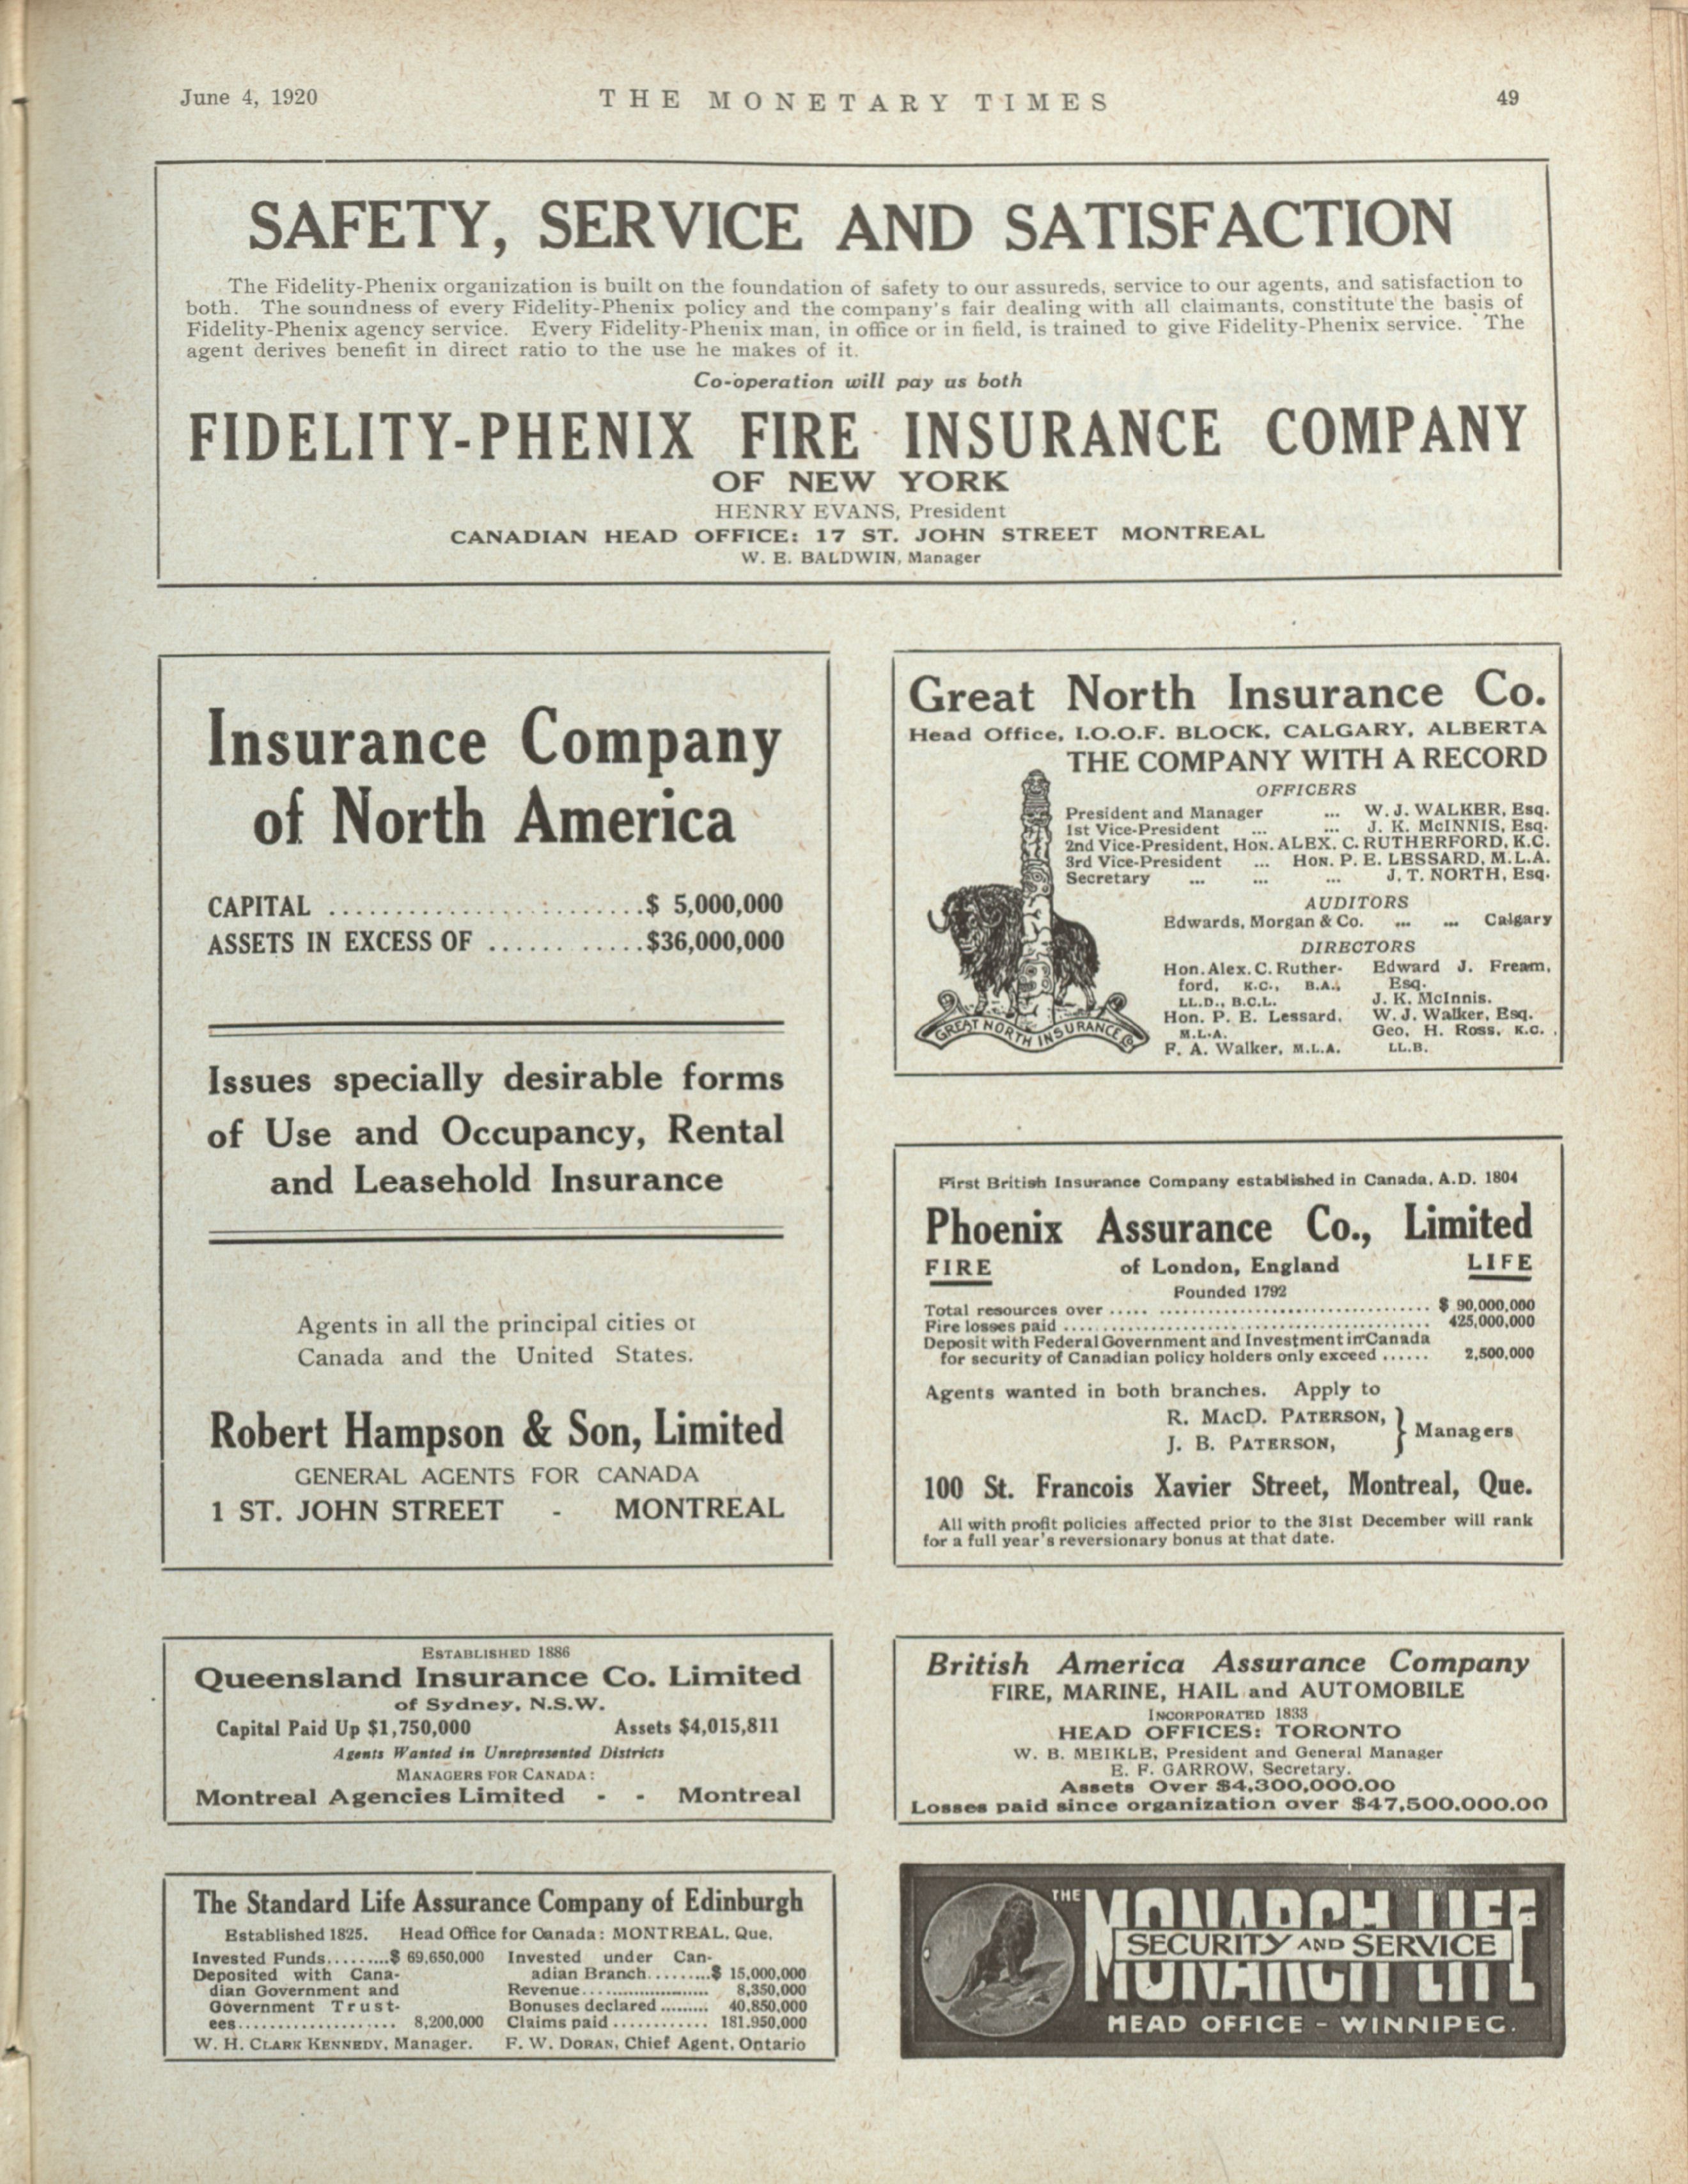 June 4, 1920
THE MONETARY TIMES
49
SAFETY, SERVICE AND SATISFACTION
The Fidelity-Phenix organization is built on the foundation of safety to our assureds, service to our agents, and satisfaction to
both. The soundness of every Fidelity-Phenix policy and the company's fair dealing with all claimants, constitute the basis of
Fidelity-Phenix agency service. Every Fidelity-Phenix man, in office or in field, is trained to give Fidelity-Phenix service. The
agent derives benefit in direct ratio to the use he makes of it.
Co-operation will pay us both
FIDELITY-PHENIX FIRE INSURANCE COMPANY
OF NEW YORK
HENRY EVANS, President
CANADIAN HEAD OFFICE: 17 ST. JOHN STREET MONTREAL
W. E. BALDWIN, Manager
Insurance Company
of North America
CAPITAL ........................$ 5,000,000
ASSETS IN EXCESS OF ............$36,000,000
Issues specially desirable forms
of Use and Occupancy, Rental
and Leasehold Insurance
Agents in all the principal cities of
Canada and the United States.
Robert Hampson & Son, Limited
GENERAL AGENTS FOR CANADA
1 ST. JOHN STREET - MONTREAL
Great North Insurance Co.
Head Office, I.O.O.F. BLOCK, CALGARY, ALBERTA
THE COMPANY WITH A RECORD
OFFICERS
President and Manager ... W. J. WALKER, Esq.
1st Vice-President ... ... J. K. McINNIS, Esq.
2nd Vice-President, HON. ALEX. C. RUTHERFORD, K.C.
3rd Vice-President ... HON. P. E. LESSARD, M.L.A.
Secretary ... ... ... J. T. NORTH, Esq.
AUDITORS
Edwards, Morgan & Co. ... ... Calgary
DIRECTORS
Hon. Alex. C. Ruther-
ford, K.C., B.A.,
LL.D., B.C.L.
Hon. P. E. Lessard,
M.L.A.
F. A. Walker, M.L.A.
Edward J. Fream,
Esq.
J. K. McInnis.
W. J. Walker, Esq.
Geo. H. Ross, K.C.
LL.B.
GREAT NORTH INSURANCE Co
First British Insurance Company established in Canada, A.D. 1804
Phoenix Assurance Co., Limited
FIRE of London, England LIFE
Founded 1792
Total resources over ..... ................................. $ 90,000,000
Fire losses paid ............................................. 425,000,000
Deposit with Federal Government and Investment in Canada
for security of Canadian policy holders only exceed ...... 2,500,000
Agents wanted in both branches. Apply to
R. MACD. PATERSON,
J. B. PATERSON,
} Managers
100 St. Francois Xavier Street, Montreal, Que.
All with profit policies affected prior to the 31st December will rank
for a full year's reversionary bonus at that date.
ESTABLISHED 1886
Queensland Insurance Co. Limited
of Sydney, N.S.W.
Capital Paid Up $1,750,000 Assets $4,015,811
Agents Wanted in Unrepresented Districts
MANAGERS FOR CANADA:
Montreal Agencies Limited - - Montreal
British America Assurance Company
FIRE, MARINE, HAIL and AUTOMOBILE
INCORPORATED 1833
HEAD OFFICES: TORONTO
W. B. MEIKLE, President and General Manager
E. F. GARROW, Secretary.
Assets Over $4,300,000.00
Losses paid since organization over $47,500.000.00
The Standard Life Assurance Company of Edinburgh
Established 1825. Head Office for Canada: MONTREAL, Que.
Invested Funds.........$ 69,650,000
Deposited with Cana-
dian Government and
Government Trust-
ees.................... 8,200,000
Invested under Can-
adian Branch.........$ 15,000,000
Revenue...................... 8,350,000
Bonuses declared ......... 40,850,000
Claims paid ............ 181.950,000
W. H. CLARK KENNEDY, Manager. F. W. DORAN, Chief Agent, Ontario
THE MONARCH LIFE
SECURITY AND SERVICE
MONARCH LIFE
HEAD OFFICE - WINNIPEG.